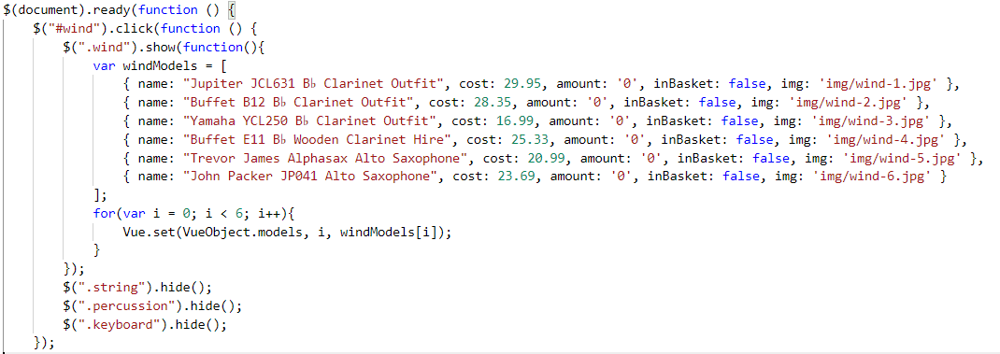 $(document).ready(function () {
$("#wind").click(function () {
$(".wind").show(function(){
var windModels = [
{ name: "Jupiter JCL631 B♭ Clarinet Outfit", cost: 29.95, amount: '0', inBasket: false, img: 'img/wind-1.jpg' },
{ name: "Buffet B12 B♭ Clarinet Outfit", cost: 28.35, amount: '0', inBasket: false, img: 'img/wind-2.jpg' },
{ name: "Yamaha YCL250 B♭ Clarinet Outfit", cost: 16.99, amount: '0', inBasket: false, img: 'img/wind-3.jpg' },
{ name: "Buffet E11 B♭ Wooden Clarinet Hire", cost: 25.33, amount: '0', inBasket: false, img: 'img/wind-4.jpg' },
{ name: "Trevor James Alphasax Alto Saxophone", cost: 20.99, amount: '0', inBasket: false, img: 'img/wind-5.jpg' },
{ name: "John Packer JP041 Alto Saxophone", cost: 23.69, amount: '0', inBasket: false, img: 'img/wind-6.jpg' }
];
for(var i = 0; i < 6; i++){
Vue.set(VueObject.models, i, windModels[i]);
}
});
$(".string").hide();
$(".percussion").hide();
$(".keyboard").hide();
});